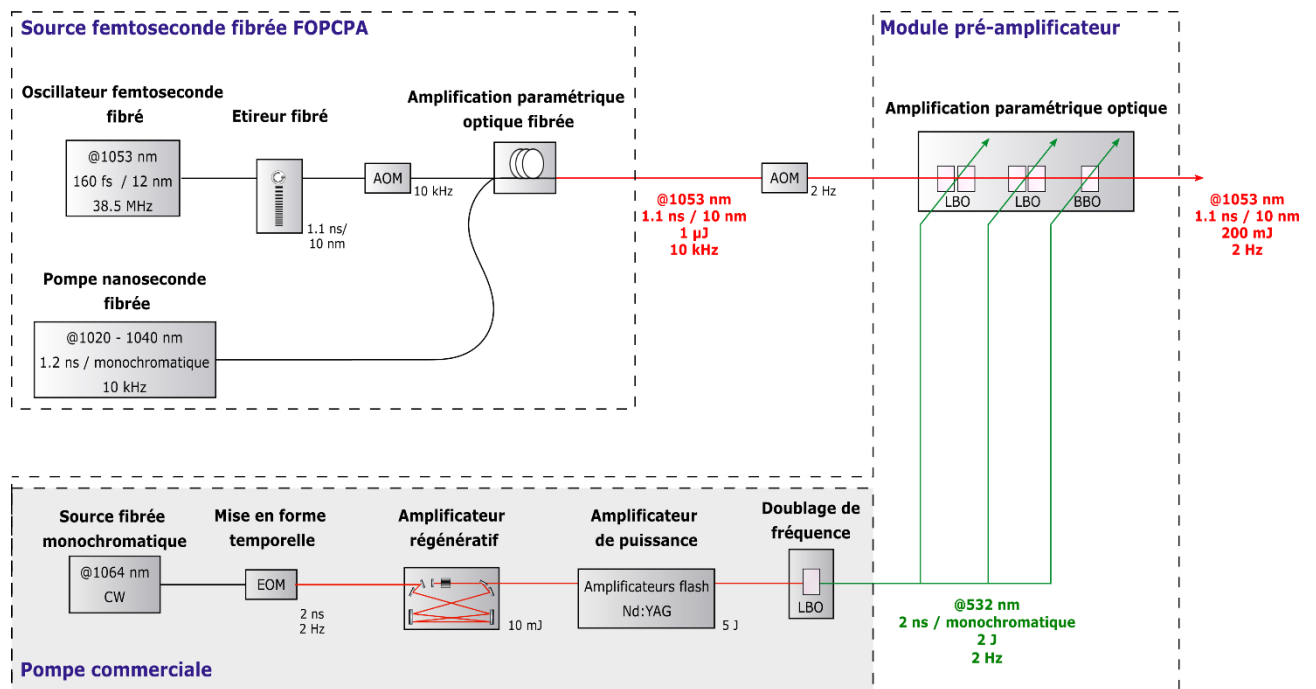 Source femtoseconde fibrée FOPCPA
Oscillateur femtoseconde
fibré
@1053 nm
160 fs / 12 nm
38.5 MHz
Etireur fibré
1.1 ns/
10 nm
AOM
10 kHz
Amplification paramétrique
optique fibrée
Pompe nanoseconde
fibrée
@1020 - 1040 nm
1.2 ns / monochromatique
10 kHz
@1053 nm
1.1 ns / 10 nm
1 µJ
10 kHz
AOM
2 Hz
Module pré-amplificateur
Amplification paramétrique optique
LBO
LBO
BBO
@1053 nm
1.1 ns / 10 nm
200 mJ
2 Hz
Source fibrée
monochromatique
@1064 nm
CW
Mise en forme
temporelle
EOM
2 ns
2 Hz
Amplificateur
régénératif
10 mJ
Amplificateur
de puissance
Amplificateurs flash
Nd:YAG
5 J
Doublage de
fréquence
LBO
@532 nm
2 ns / monochromatique
2 J
2 Hz
Pompe commerciale